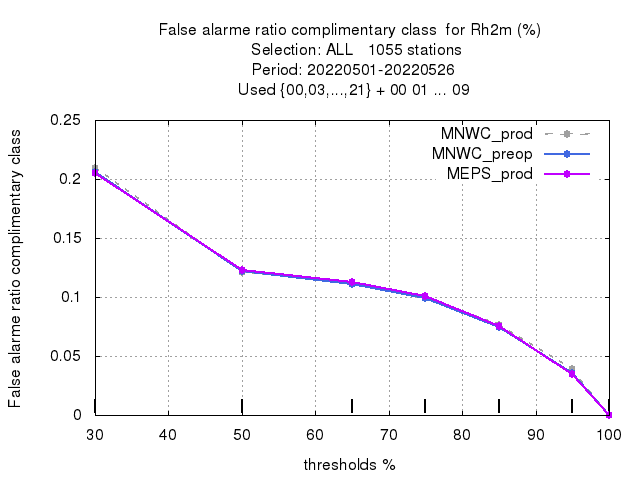 False alarme ratio complimentary class  for Rh2m (%)
Selection: ALL   1055 stations
Period: 20220501-20220526
Used {00,03,...,21} + 00 01 ... 09
False alarme ratio complimentary class
0.25
0.2
0.15
0.1
0.05
0
MNWC_prod
MNWC_preop
MEPS_prod
30 40 50 60 70 80 90 100
thresholds %